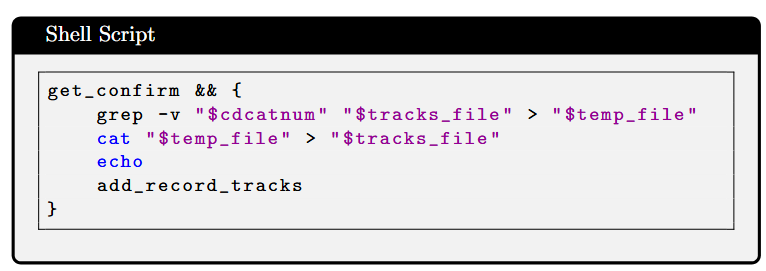 Shell Script
get_confirm && {
    grep -v "$cdcatnum" "$tracks_file" > "$temp_file"
    cat "$temp_file" > "$tracks_file"
    echo
    add_record_tracks
}